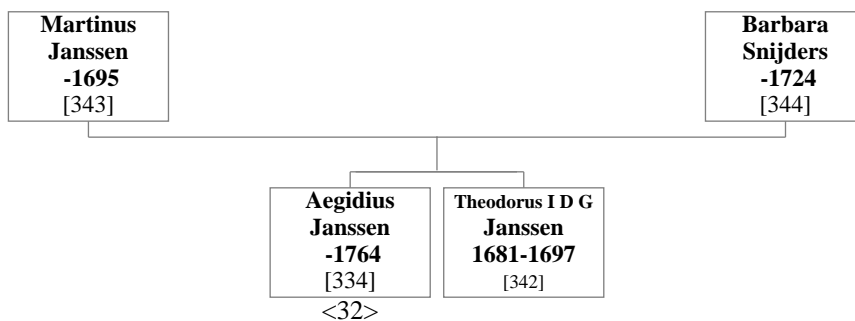 Martinus
Janssen
-1695
[343]
Barbara
Snijders
-1724
[344]
Aegidius
Janssen
-1764
[334]
<32>
Theodorus I D G
Janssen
1681-1697
[342]